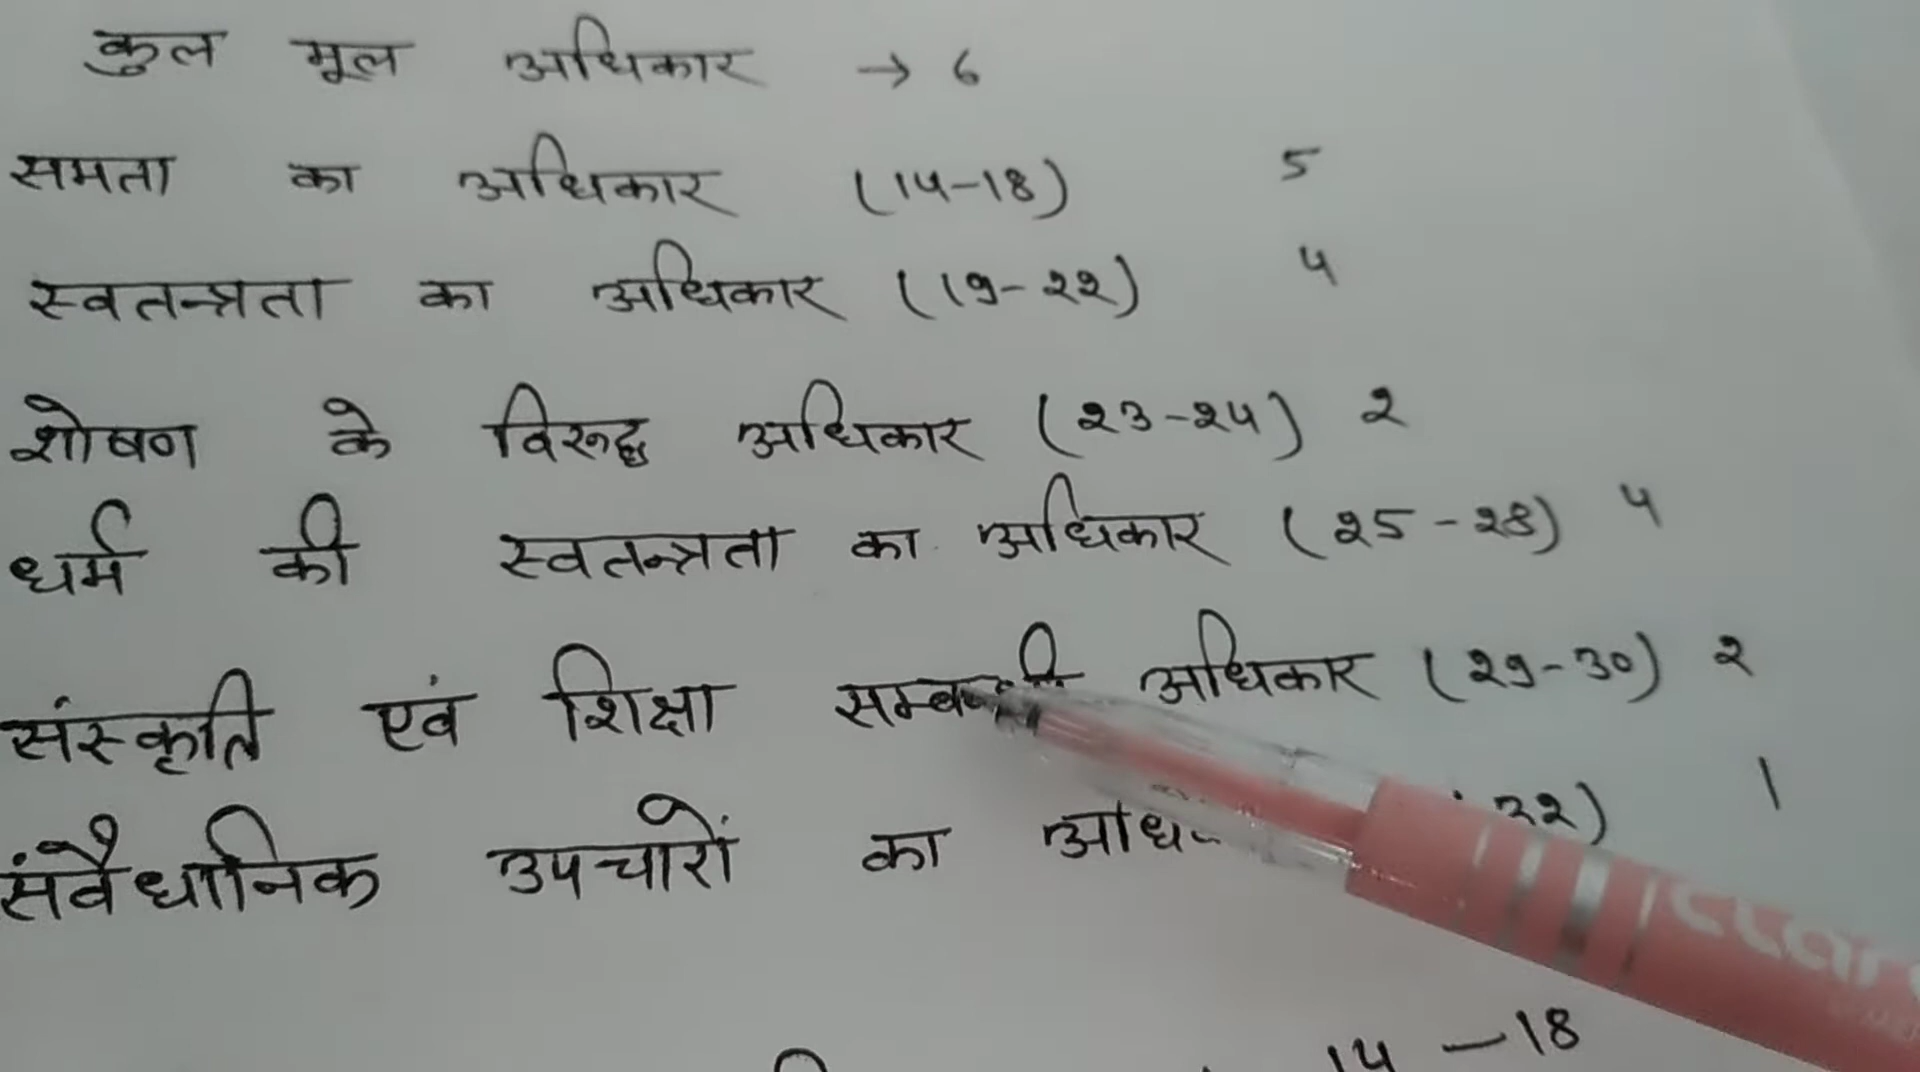 कुल मूल अधिकार → 6
समता का अधिकार (14-18) 5
स्वतन्त्रता का अधिकार (19-22) 4
शोषण के विरुद्ध अधिकार (23-24) 2
धर्म की स्वतन्त्रता का अधिकार (25-28) 4
संस्कृति एवं शिक्षा अधिकार (29-30) 2
संवैधानिक उपचारों का 1
14-18